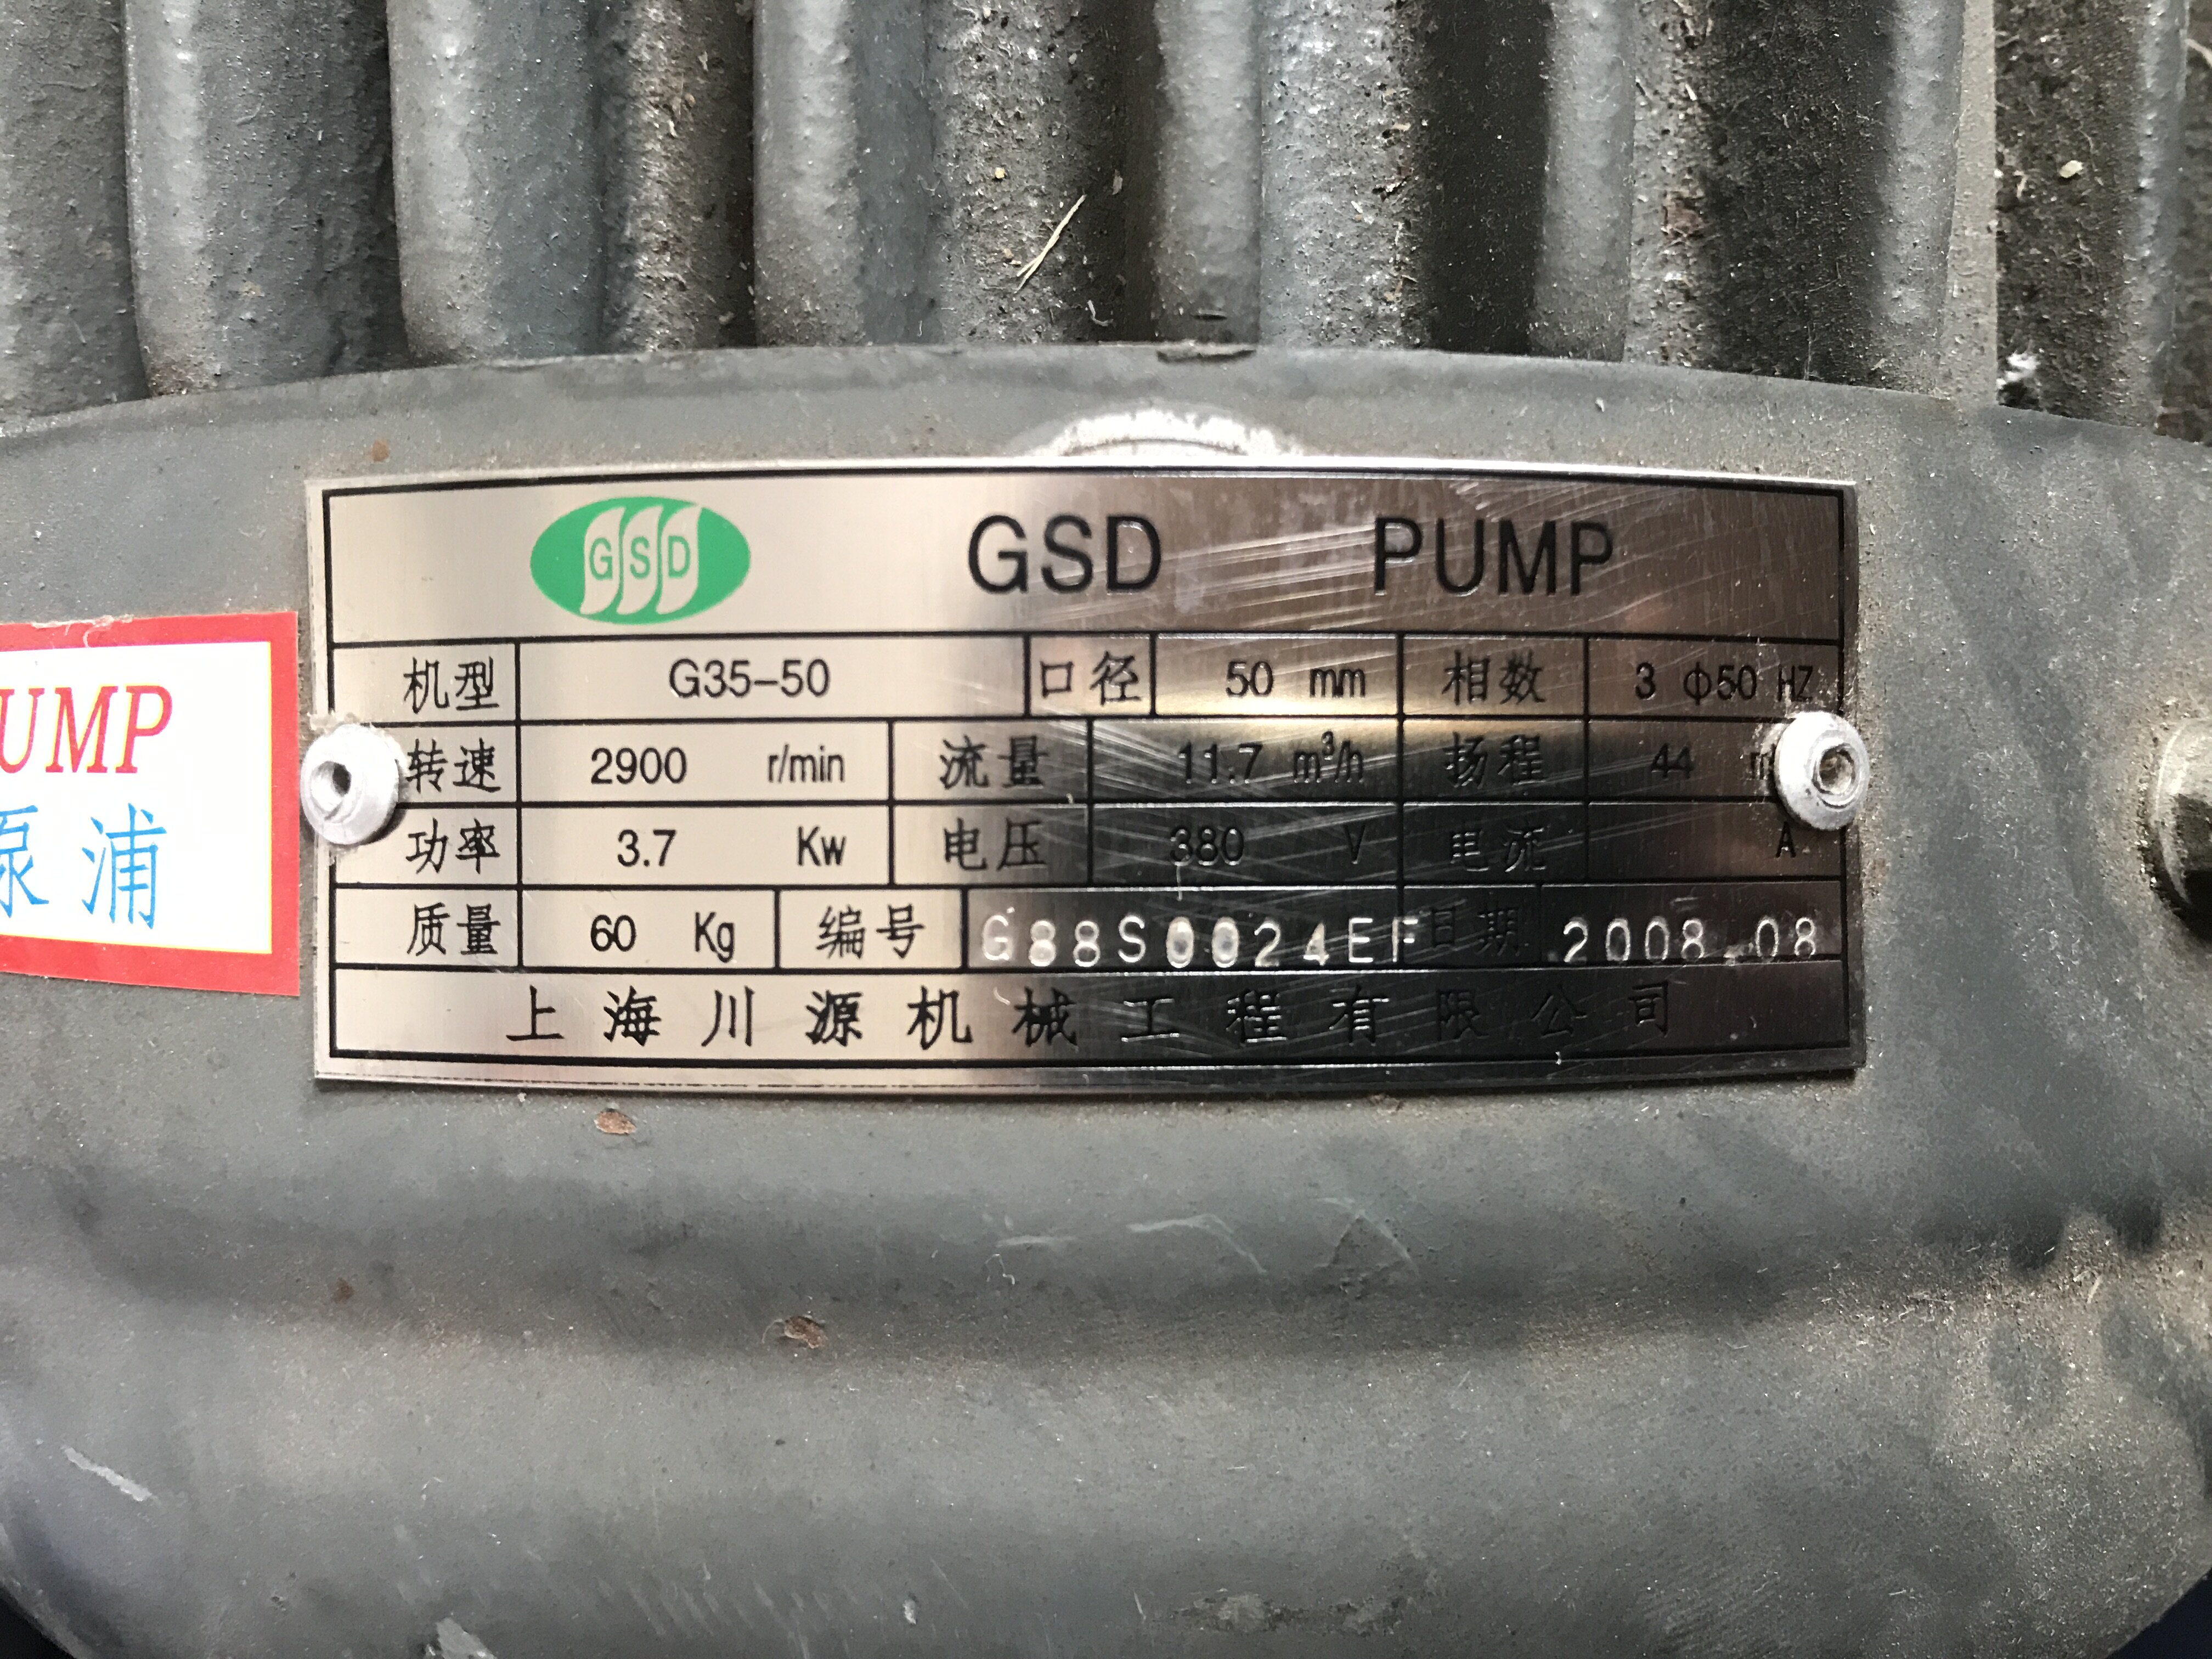 GSD GSD PUMP
机型 G35-50 口径 50 mm 相数 3 Φ50 HZ
转速 2900 r/min 流量 11.7 m³/h 扬程 44 m
功率 3.7 Kw 电压 380 V 电流 A
质量 60 Kg 编号 G88S0024EF 日期 2008.08
上海川源机械工程有限公司
UMP
泵浦